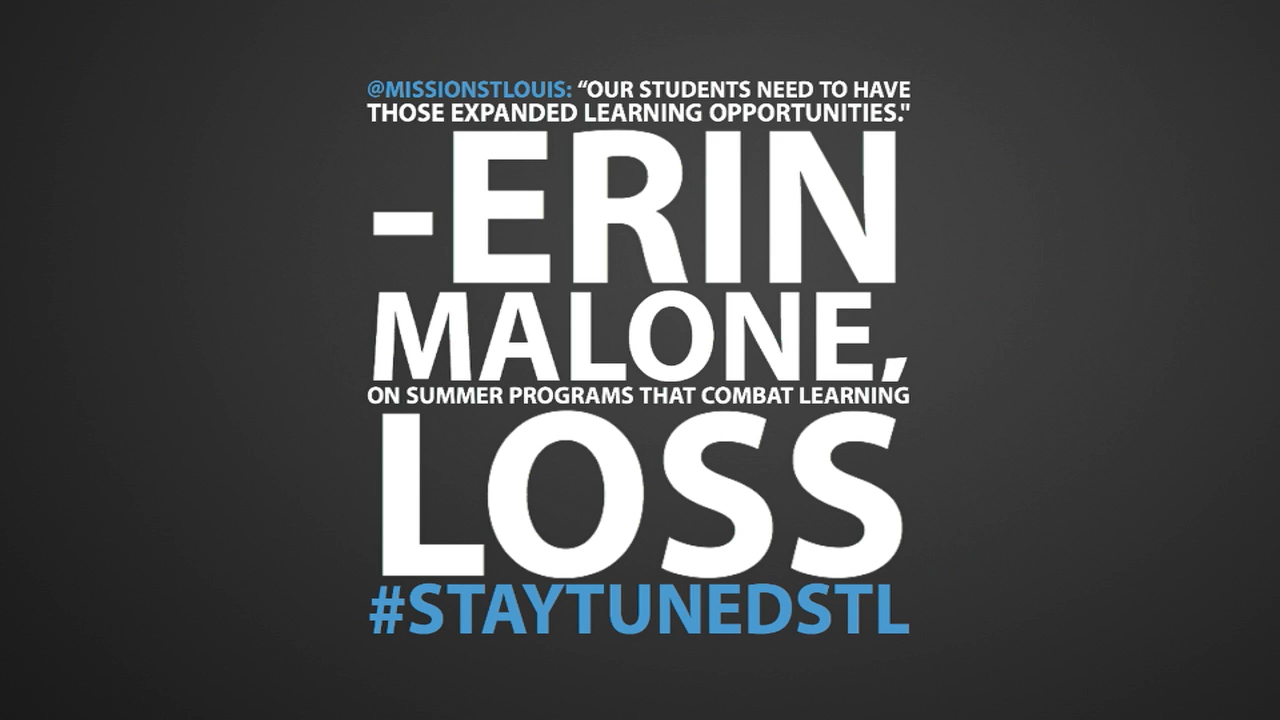 @MISSIONSTLOUIS: “OUR STUDENTS NEED TO HAVE
THOSE EXPANDED LEARNING OPPORTUNITIES."
-ERIN
MALONE,
ON SUMMER PROGRAMS THAT COMBAT LEARNING
LOSS
#STAYTUNEDSTL